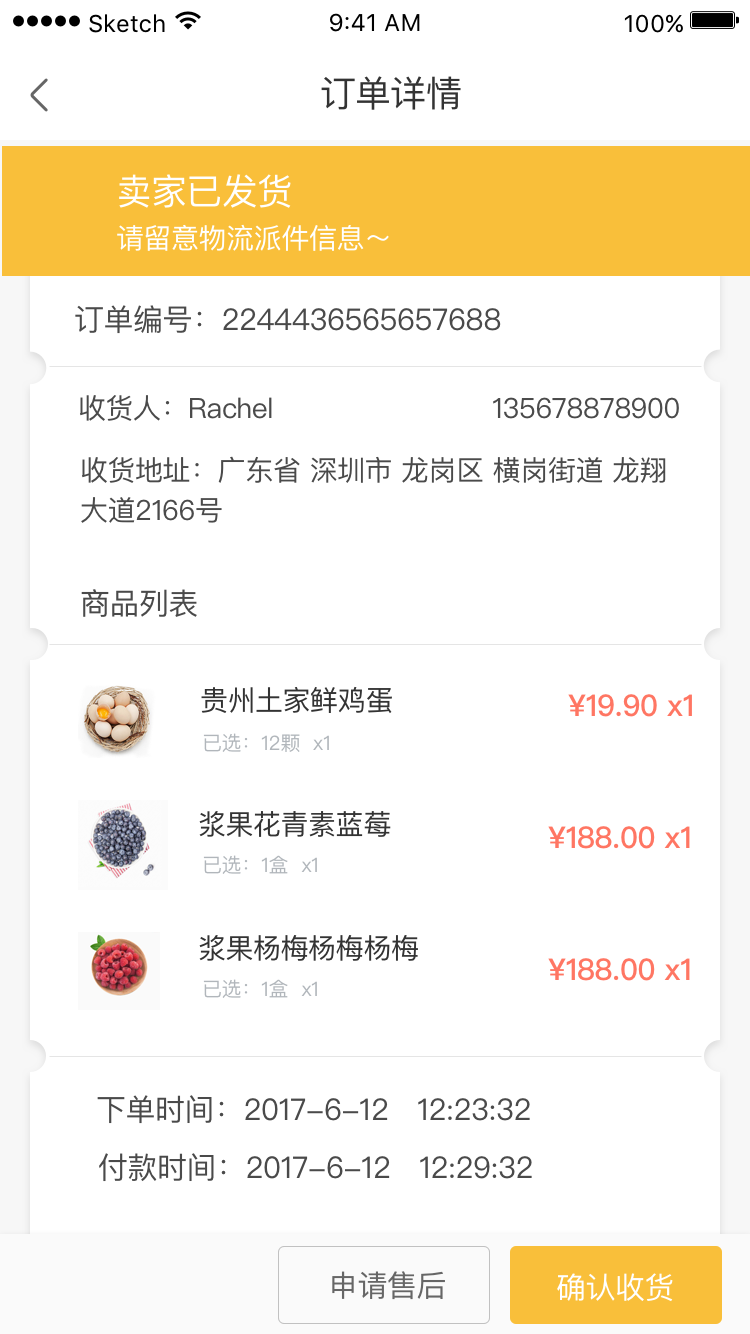 Sketch 9:41 AM 100%
订单详情
卖家已发货
请留意物流派件信息～
订单编号：2244436565657688
收货人：Rachel 135678878900
收货地址：广东省 深圳市 龙岗区 横岗街道 龙翔
大道2166号
商品列表
贵州土家鲜鸡蛋 ¥19.90 x1
已选：12颗 x1
浆果花青素蓝莓 ¥188.00 x1
已选：1盒 x1
浆果杨梅杨梅杨梅 ¥188.00 x1
已选：1盒 x1
下单时间：2017-6-12 12:23:32
付款时间：2017-6-12 12:29:32
申请售后 确认收货